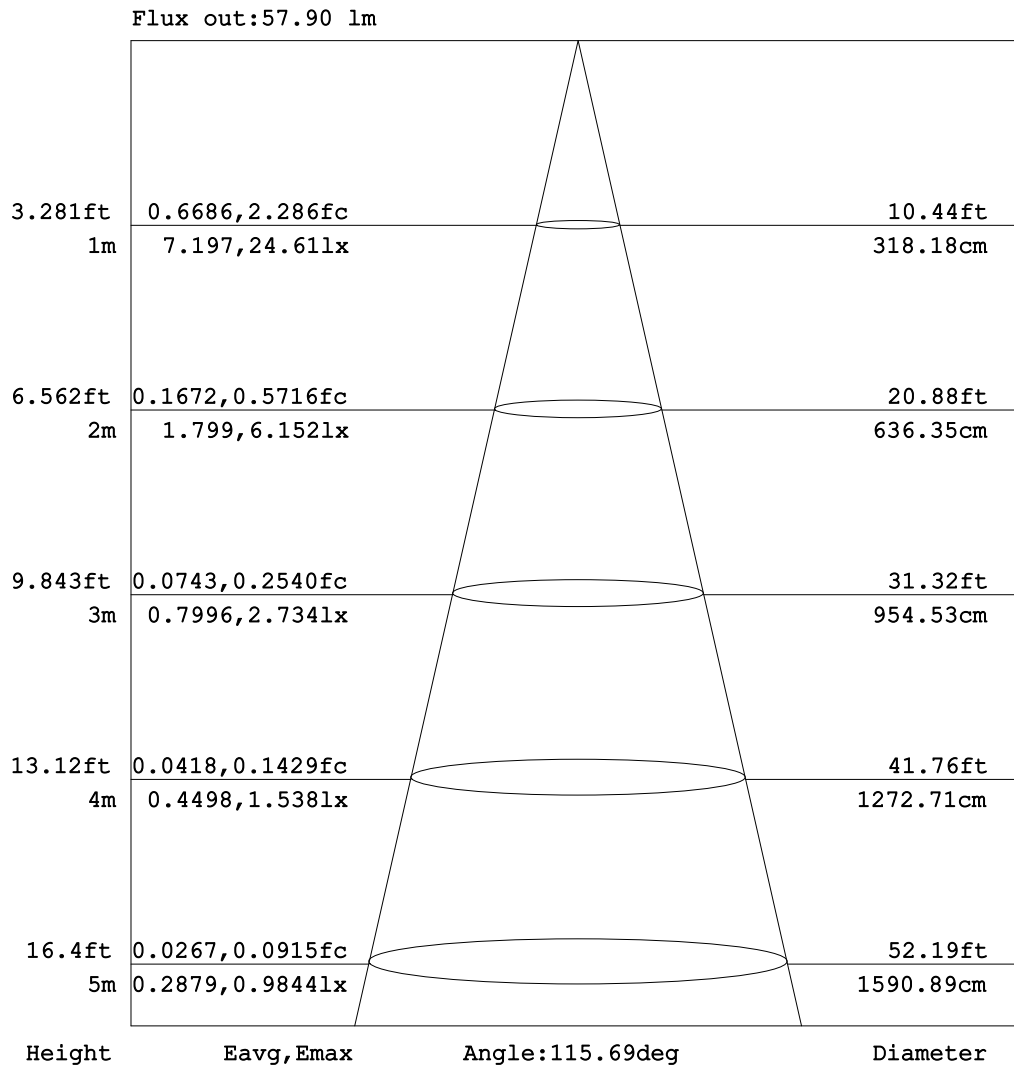 Flux out:57.90 lm
3.281ft 0.6686,2.286fc 10.44ft
1m 7.197,24.61lx 318.18cm
6.562ft 0.1672,0.5716fc 20.88ft
2m 1.799,6.152lx 636.35cm
9.843ft 0.0743,0.2540fc 31.32ft
3m 0.7996,2.734lx 954.53cm
13.12ft 0.0418,0.1429fc 41.76ft
4m 0.4498,1.538lx 1272.71cm
16.4ft 0.0267,0.0915fc 52.19ft
5m 0.2879,0.9844lx 1590.89cm
Height Eavg,Emax Angle:115.69deg Diameter